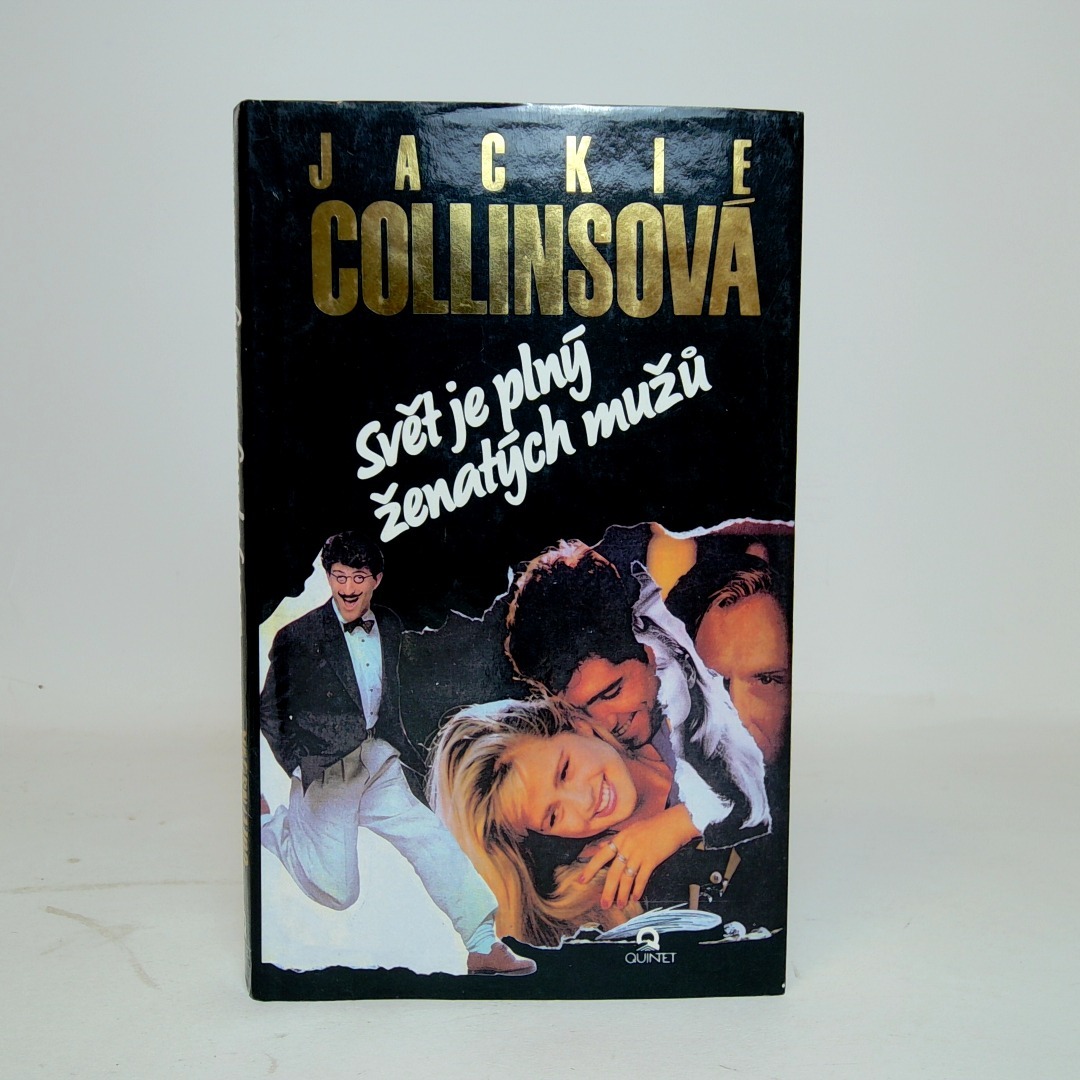 JACKIE
COLLINSOVÁ
Svět je plný
ženatých mužů
QUINTET